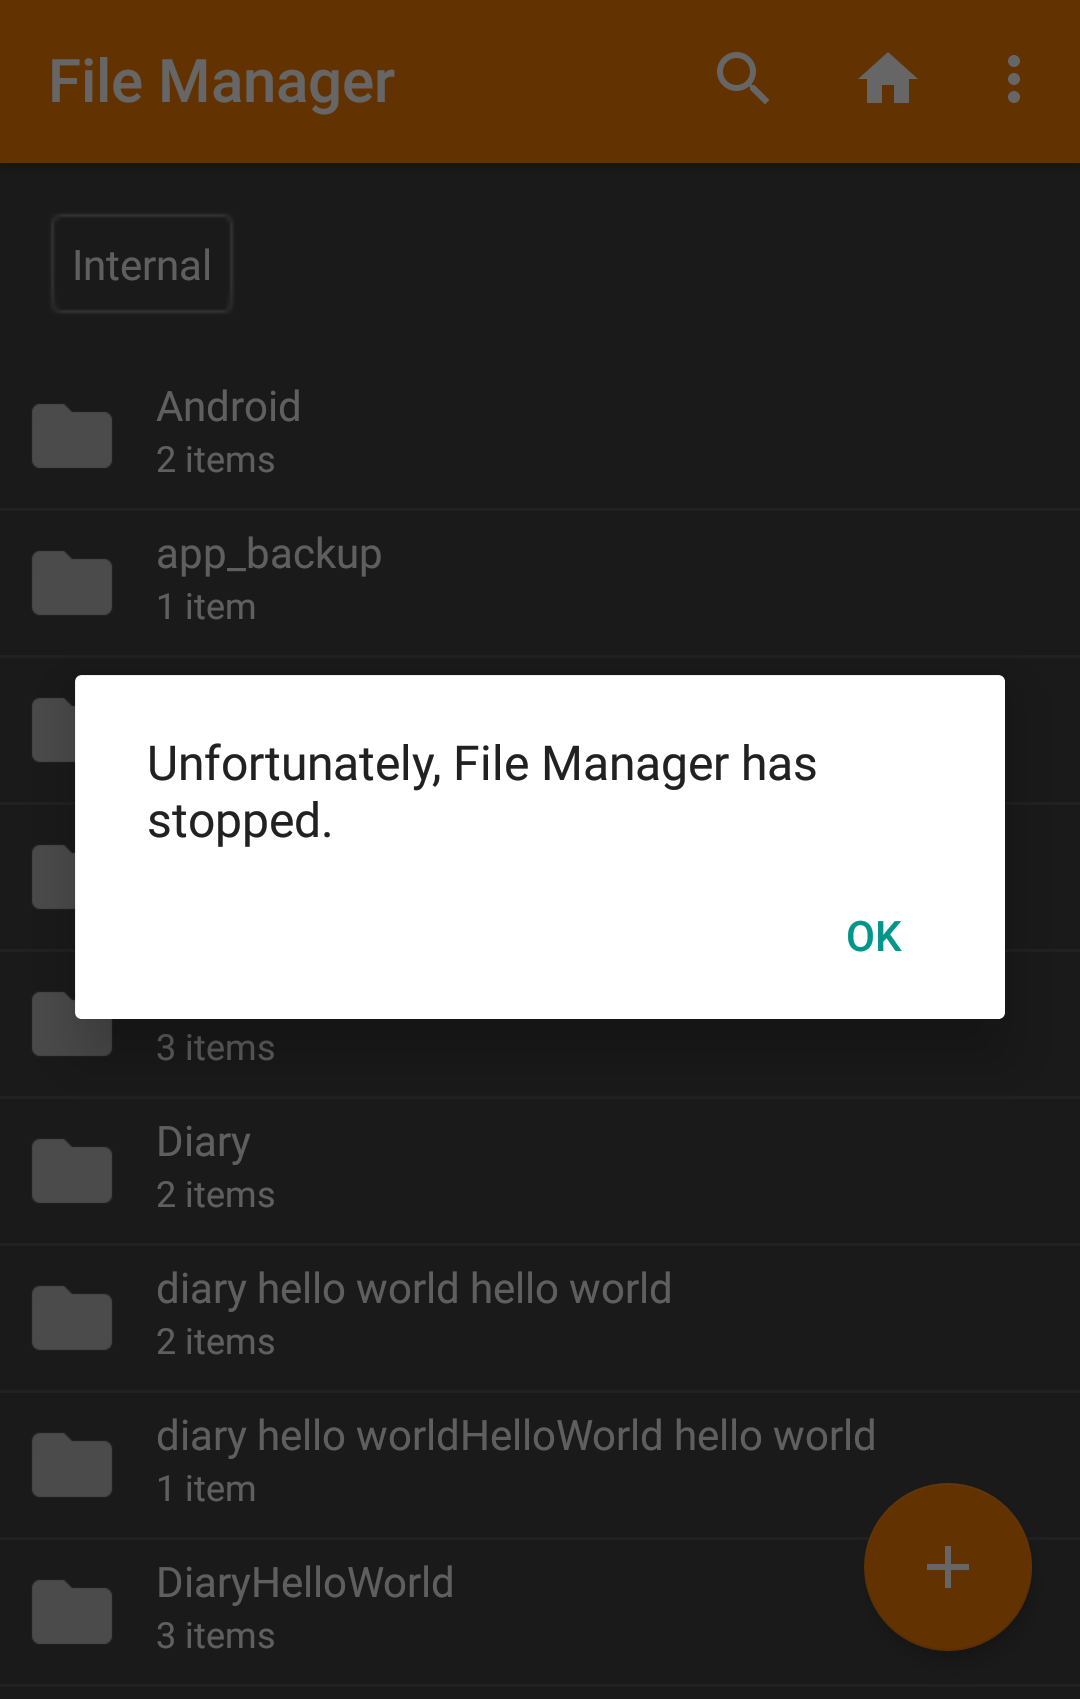 File Manager
Internal
Android
2 items
app_backup
1 item
Unfortunately, File Manager has
stopped.
OK
3 items
Diary
2 items
diary hello world hello world
2 items
diary hello worldHelloWorld hello world
1 item
DiaryHelloWorld
3 items